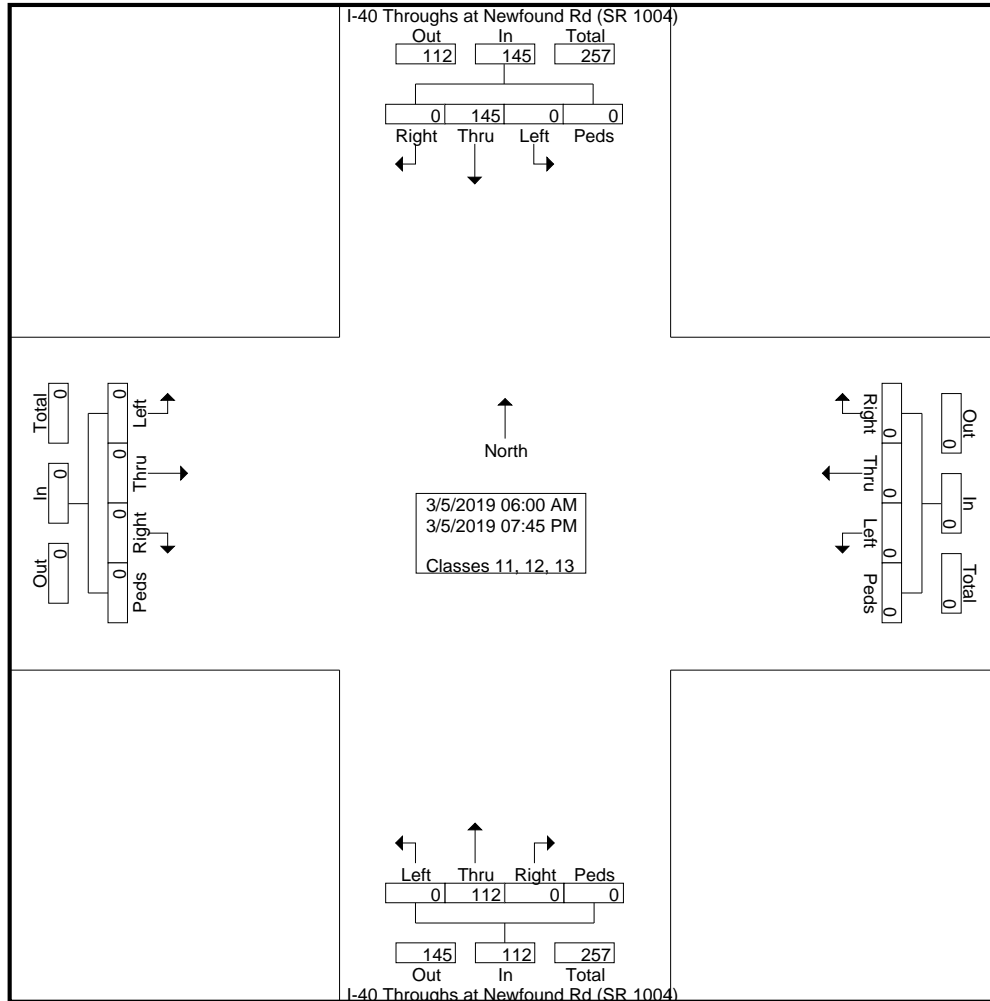 I-40 Throughs at Newfound Rd (SR 1004)
Out In Total
112 145 257
0 145 0 0
Right Thru Left Peds
Total In Out
0 0 0
0 0 0 0
Left Thru Right Peds
North
3/5/2019 06:00 AM
3/5/2019 07:45 PM
Classes 11, 12, 13
Right Thru Left Peds
0 0 0 0
Out In Total
0 0 0
Left Thru Right Peds
0 112 0 0
145 112 257
Out In Total
I-40 Throughs at Newfound Rd (SR 1004)